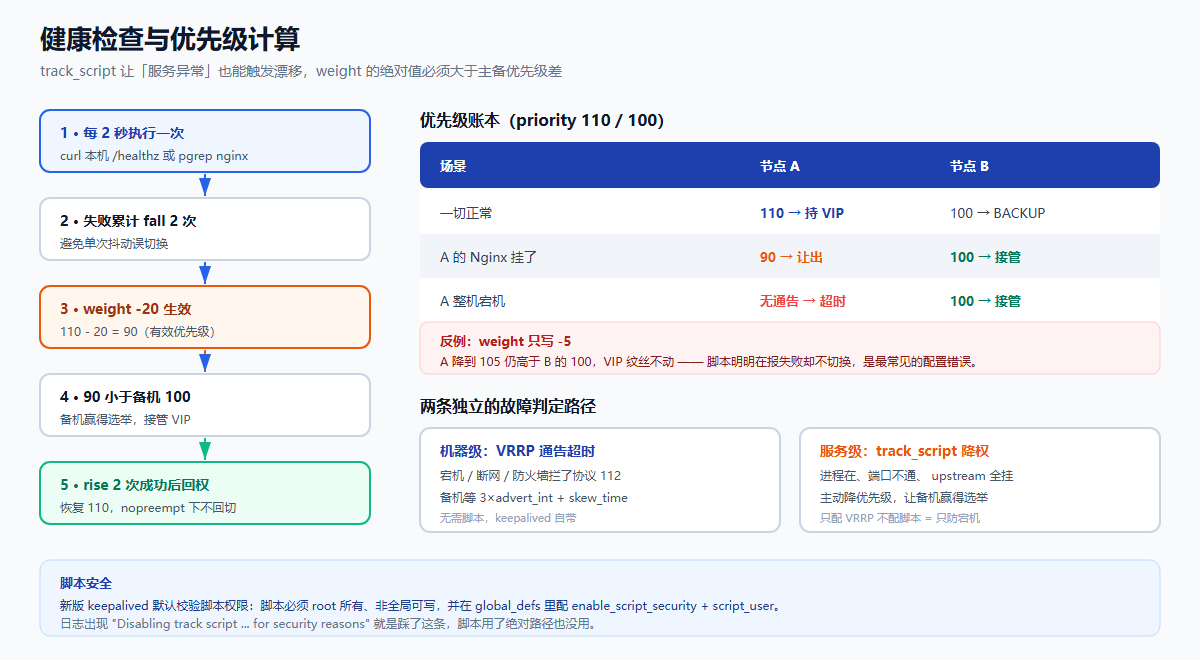 健康检查与优先级计算
track_script 让「服务异常」也能触发漂移，weight 的绝对值必须大于主备优先级差
1 • 每 2 秒执行一次
curl 本机 /healthz 或 pgrep nginx
2 • 失败累计 fall 2 次
避免单次抖动误切换
3 • weight -20 生效
110 - 20 = 90（有效优先级）
4 • 90 小于备机 100
备机赢得选举，接管 VIP
5 • rise 2 次成功后回权
恢复 110，nopreempt 下不回切
优先级账本（priority 110 / 100）
场景 节点 A 节点 B
一切正常 110 → 持 VIP 100 → BACKUP
A 的 Nginx 挂了 90 → 让出 100 → 接管
A 整机宕机 无通告 → 超时 100 → 接管
反例：weight 只写 -5
A 降到 105 仍高于 B 的 100，VIP 纹丝不动 —— 脚本明明在报失败却不切换，是最常见的配置错误。
两条独立的故障判定路径
机器级：VRRP 通告超时
宕机 / 断网 / 防火墙拦了协议 112
备机等 3×advert_int + skew_time
无需脚本，keepalived 自带
服务级：track_script 降权
进程在、端口不通、 upstream 全挂
主动降优先级，让备机赢得选举
只配 VRRP 不配脚本 = 只防宕机
脚本安全
新版 keepalived 默认校验脚本权限：脚本必须 root 所有、非全局可写，并在 global_defs 里配 enable_script_security + script_user。
日志出现 "Disabling track script ... for security reasons" 就是踩了这条，脚本用了绝对路径也没用。